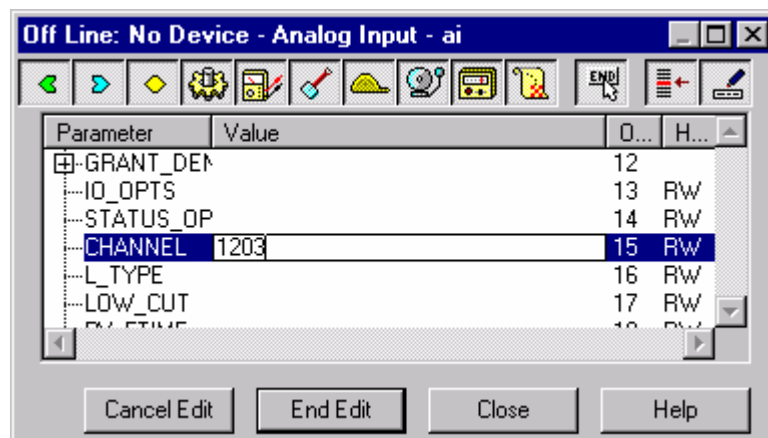 Off Line: No Device - Analog Input - ai
END
Parameter Value O... H...
GRANT_DEN 12
IO_OPTS 13 RW
STATUS_OP 14 RW
CHANNEL 1203 15 RW
L_TYPE 16 RW
LOW_CUT 17 RW
Cancel Edit End Edit Close Help